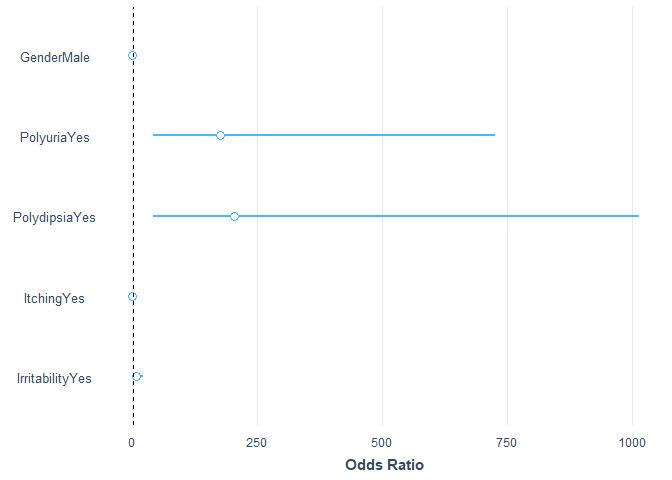 GenderMale
PolyuriaYes
PolydipsiaYes
ItchingYes
IrritabilityYes
0 250 500 750 1000
Odds Ratio